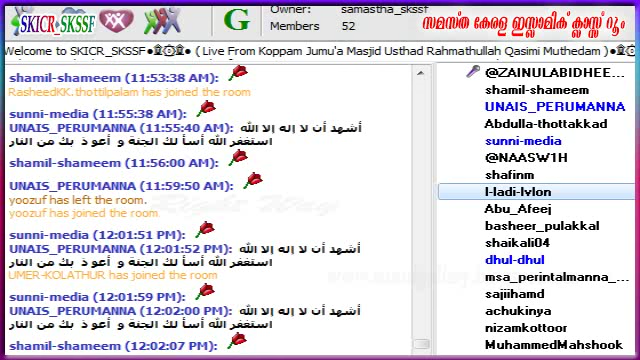 SKICR_SKSSF
G
Owner: samastha_skssf
Members 52
സമസ്ത കേരള ഇസ്ലാമിക് ക്ലാസ്സ് റൂം
Welcome to SKICR_SKSSF ( Live From Koppam Jumu'a Masjid Usthad Rahmathullah Qasimi Muthedam )
shamil-shameem (11:53:38 AM):
RasheedKK.thottilpalam has joined the room
sunni-media (11:55:38 AM):
UNAIS_PERUMANNA (11:55:40 AM): أشهد أن لا إله إلا الله
استغفر الله أسأ لك الجنة و أعو ذ بك من النار
shamil-shameem (11:56:00 AM):
UNAIS_PERUMANNA (11:59:50 AM):
yoozuf has left the room.
yoozuf has joined the room
sunni-media (12:01:51 PM):
UNAIS_PERUMANNA (12:01:52 PM): أشهد أن لا إله إلا الله
استغفر الله أسأ لك الجنة و أعو ذ بك من النار
UMER-KOLATHUR has joined the room
sunni-media (12:01:59 PM):
UNAIS_PERUMANNA (12:02:00 PM): أشهد أن لا إله إلا الله
استغفر الله أسأ لك الجنة و أعو ذ بك من النار
shamil-shameem (12:02:07 PM):
@ZAINULABIDHEE...
shamil-shameem
UNAIS_PERUMANNA
Abdulla-thottakkad
sunni-media
@NAASW1H
shafinm
I-ladi-lvlon
Abu_Afeej
basheer_pulakkal
shaikali04
dhul-dhul
msa_perintalmanna_...
sajiihamd
achukinya
nizamkottoor
MuhammedMahshook